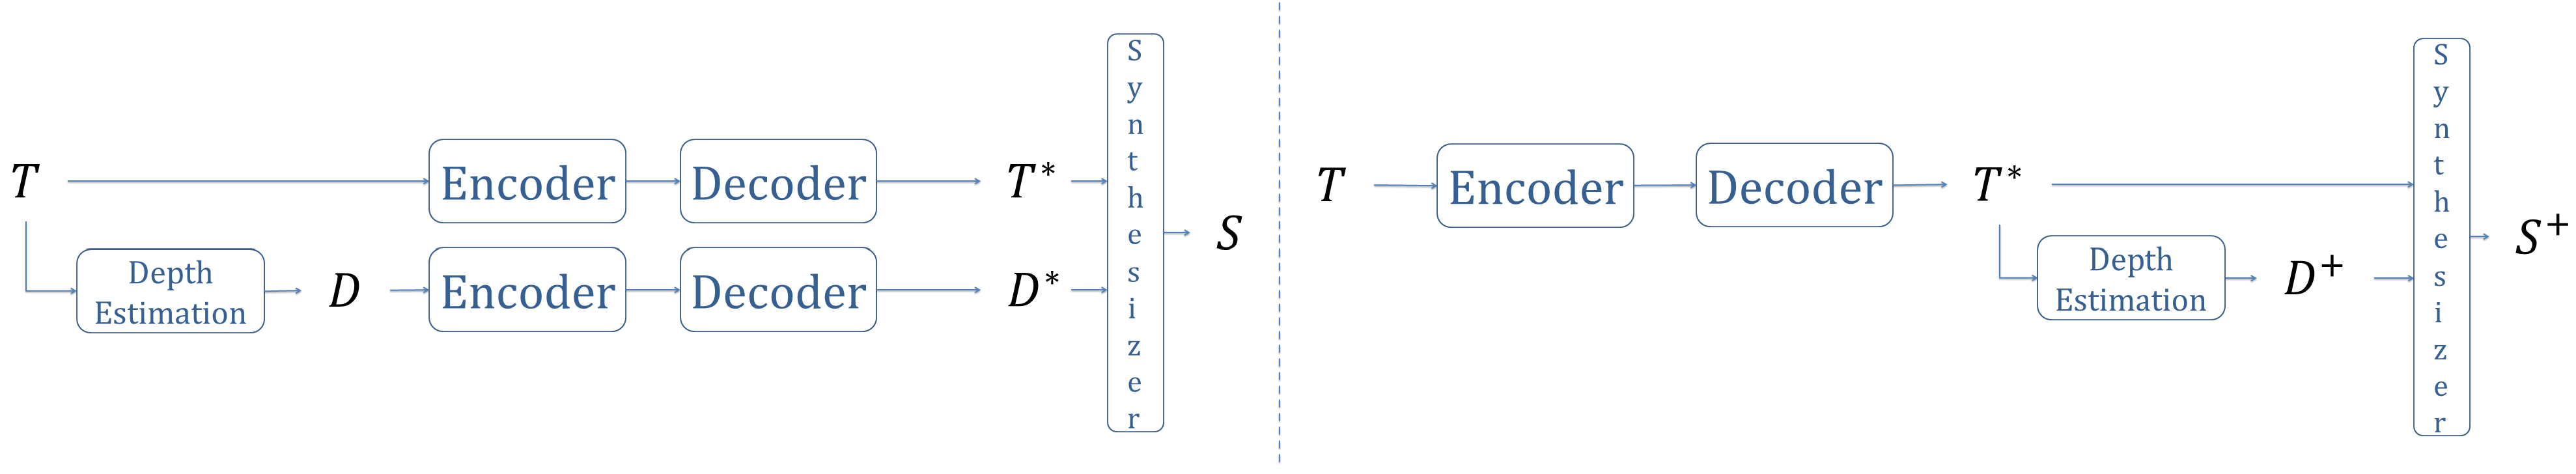 T
Encoder
Decoder
T*
Depth
Estimation
D
Encoder
Decoder
D*
Synthesizer
S
T
Encoder
Decoder
T*
Depth
Estimation
D+
Synthesizer
S+